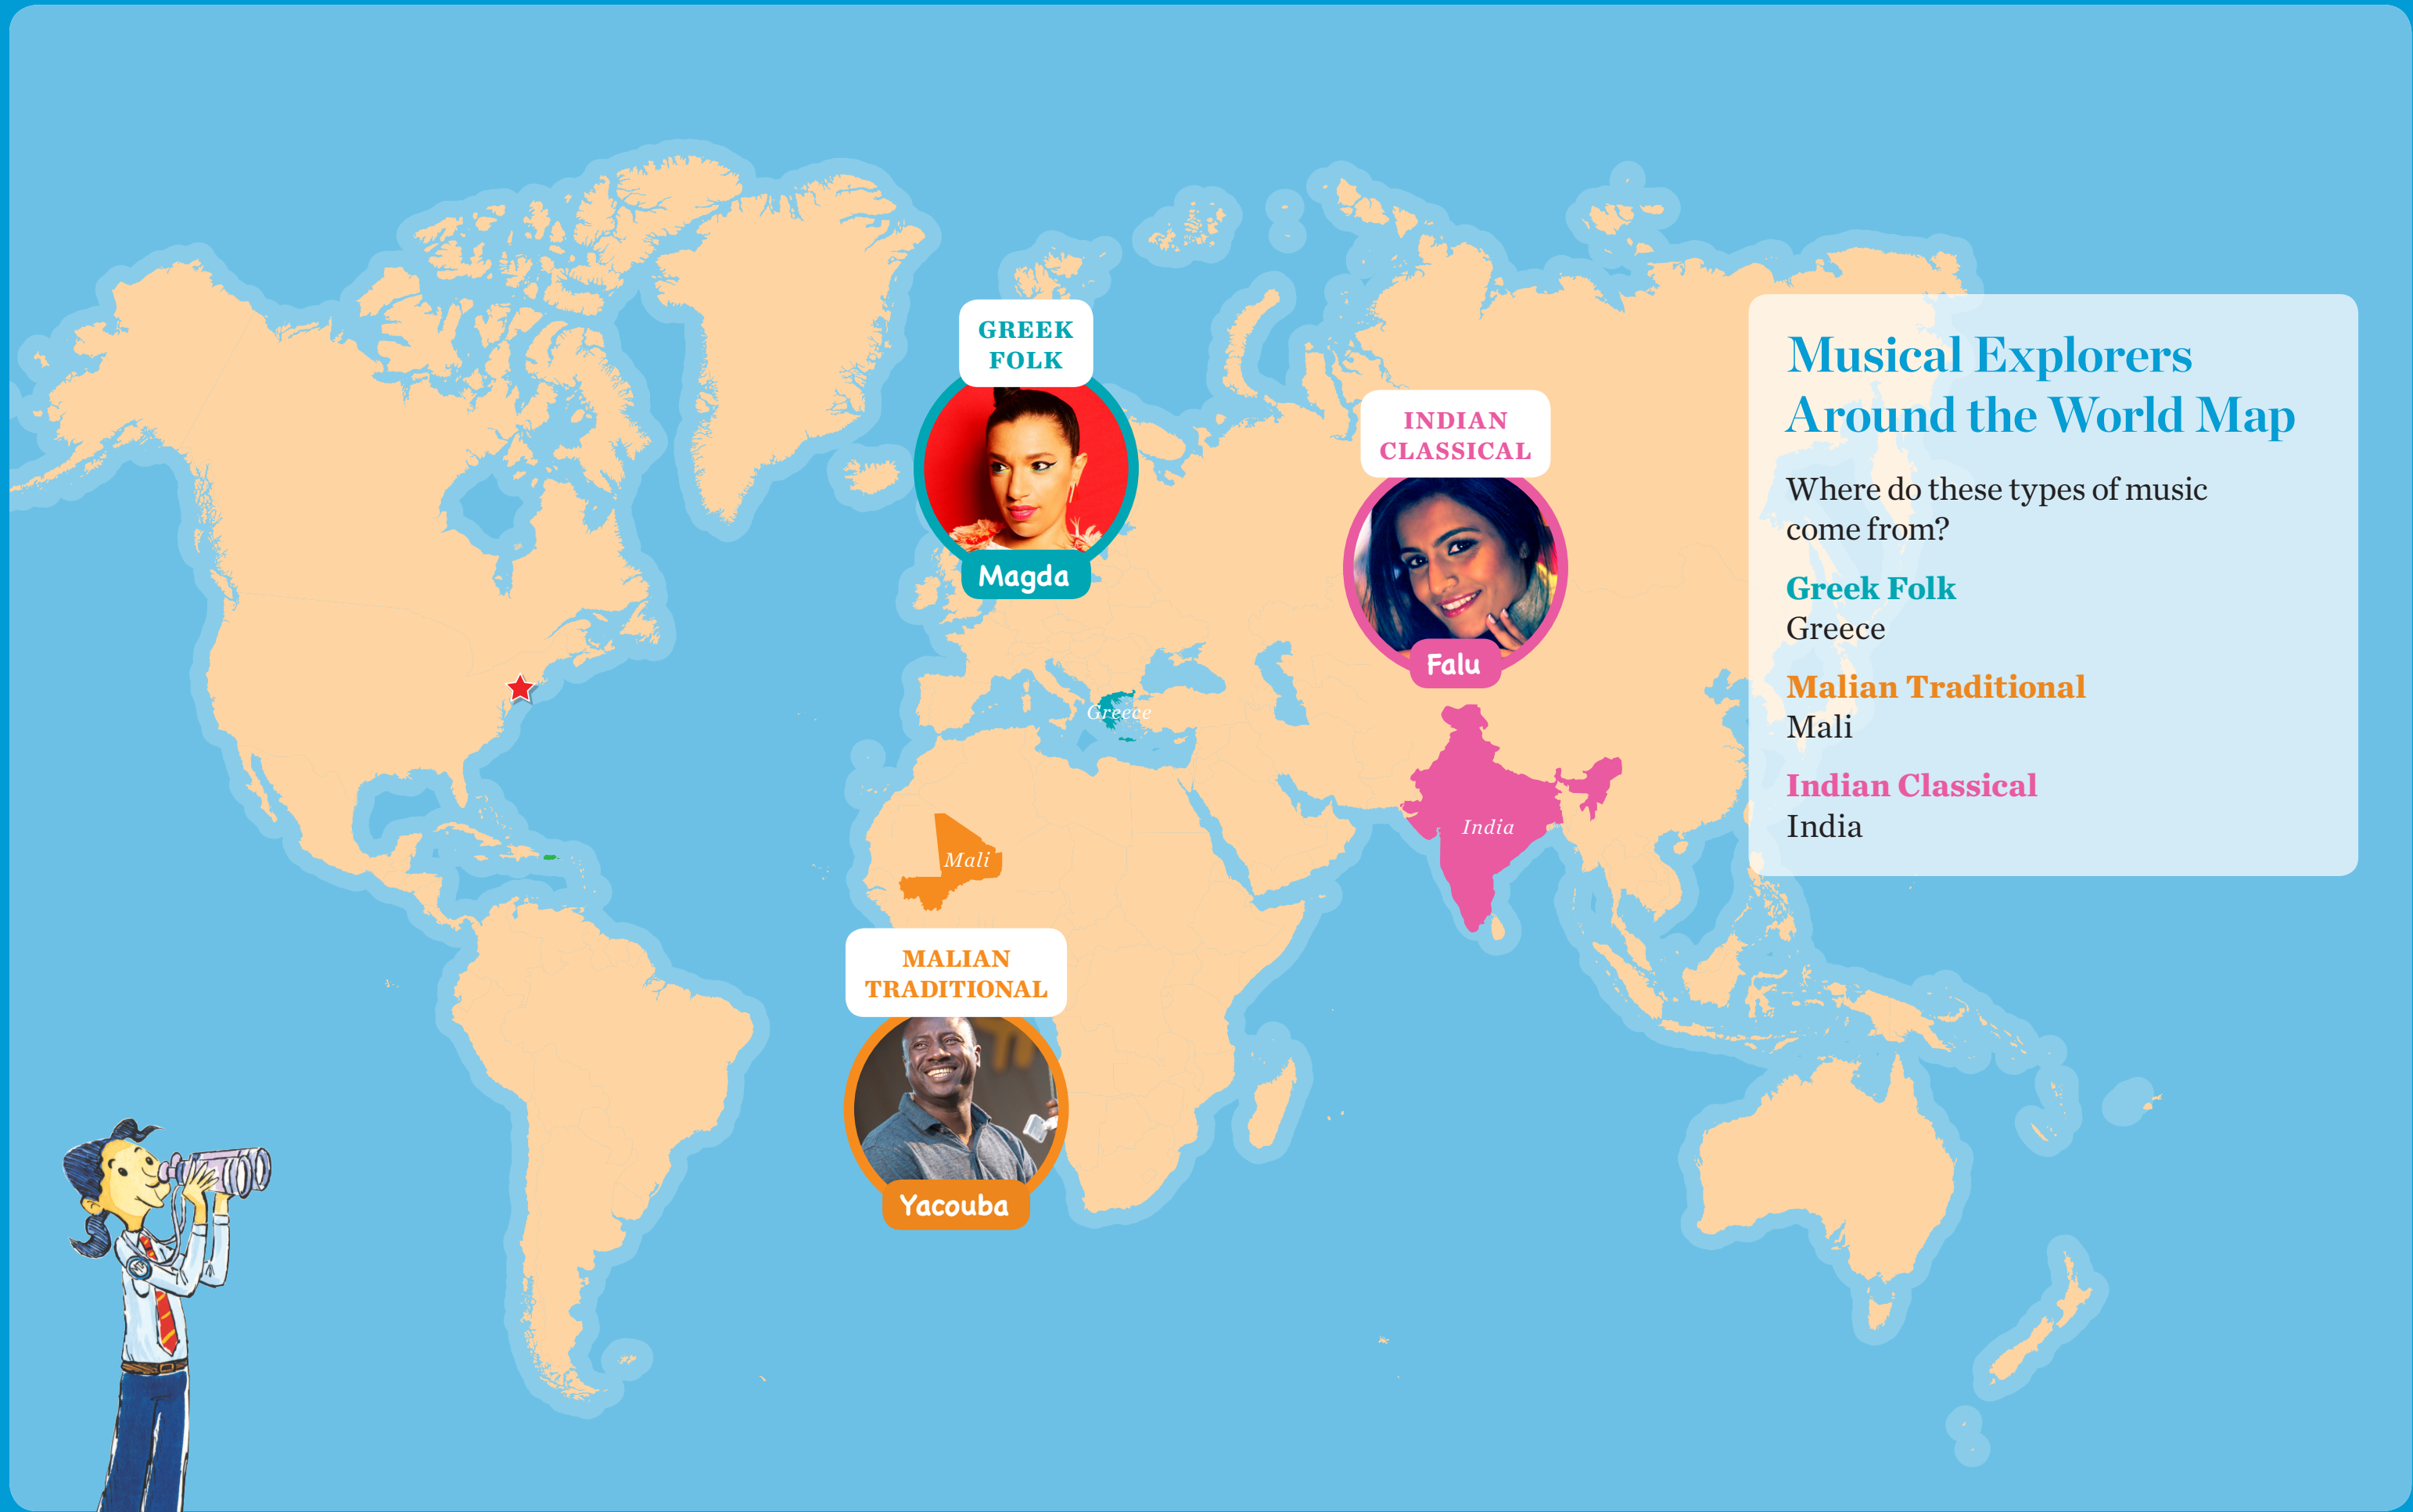 GREEK
FOLK
Magda
INDIAN
CLASSICAL
Falu
Greece
India
Mali
MALIAN
TRADITIONAL
Yacouba
Musical Explorers
Around the World Map
Where do these types of music
come from?
Greek Folk
Greece
Malian Traditional
Mali
Indian Classical
India